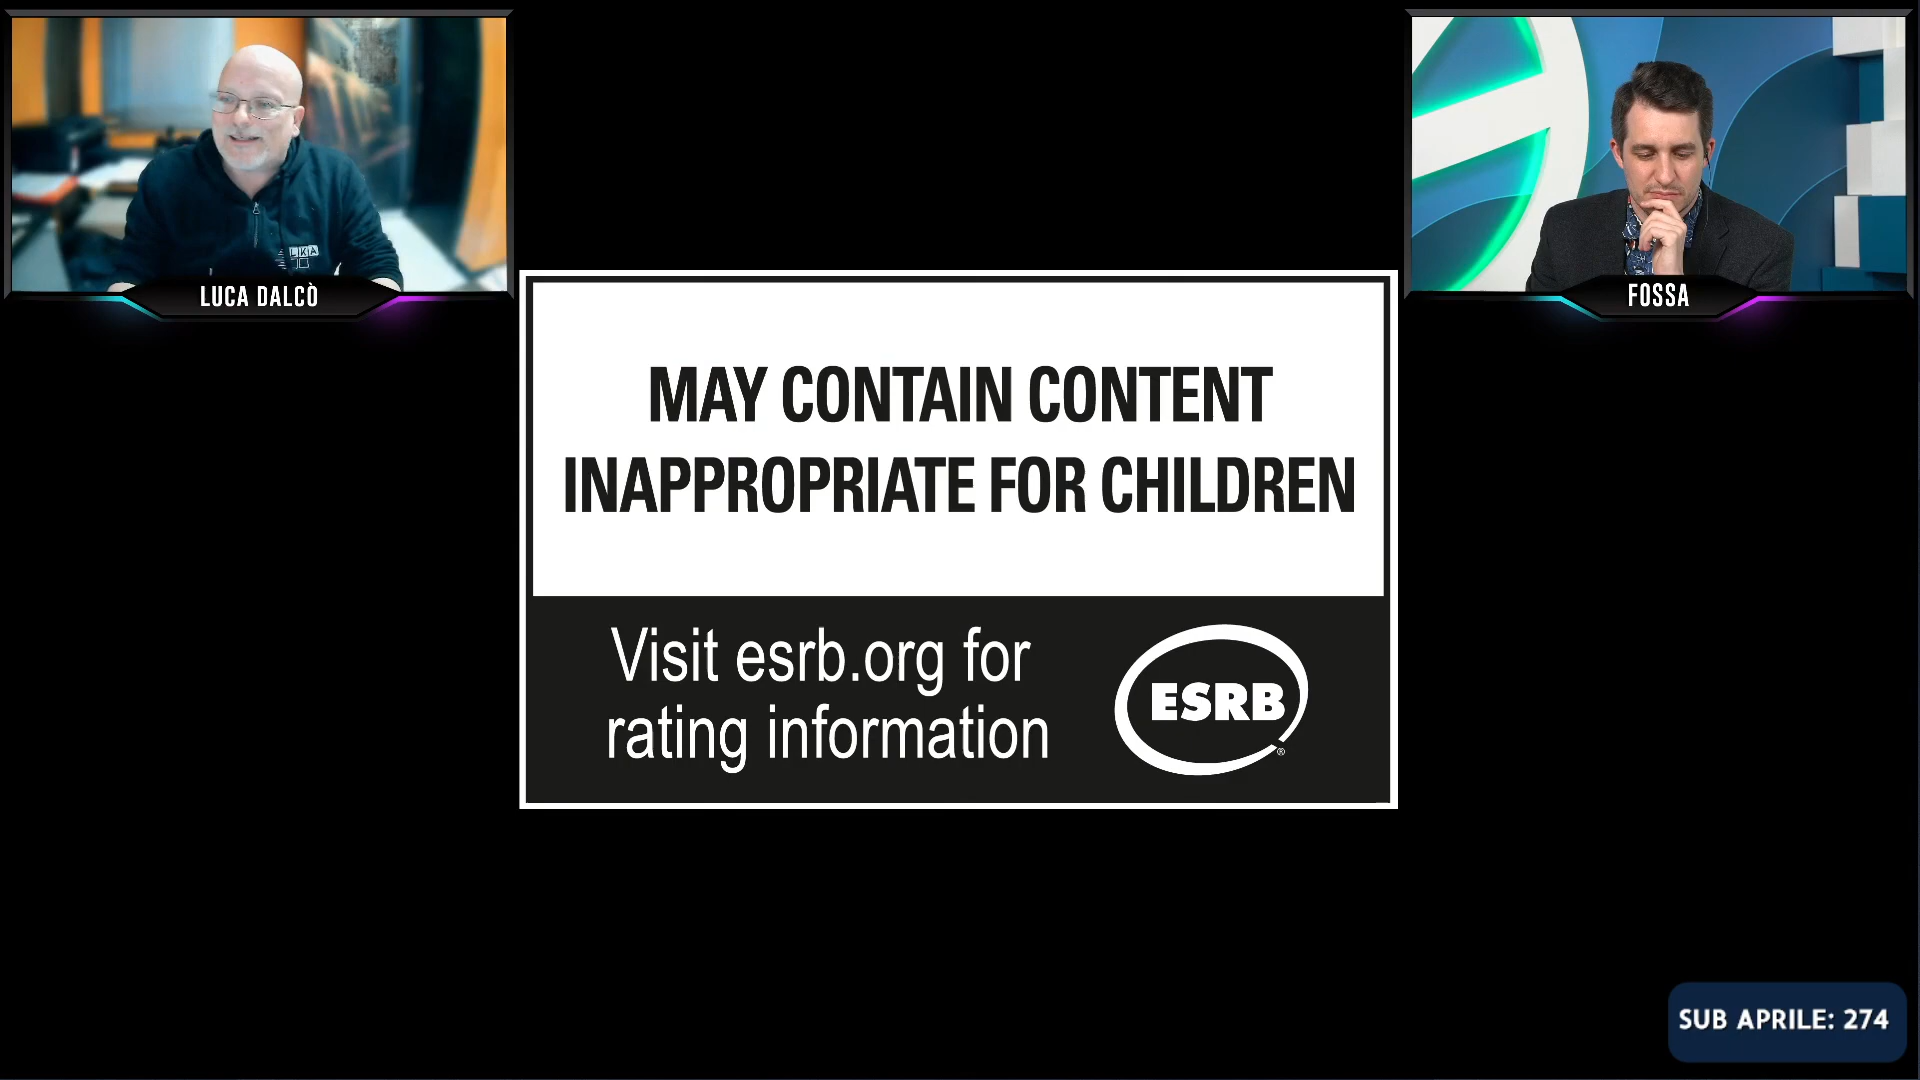 LKA
LUCA DALCÒ
FOSSA
MAY CONTAIN CONTENT
INAPPROPRIATE FOR CHILDREN
Visit esrb.org for
rating information
ESRB
®
SUB APRILE: 274